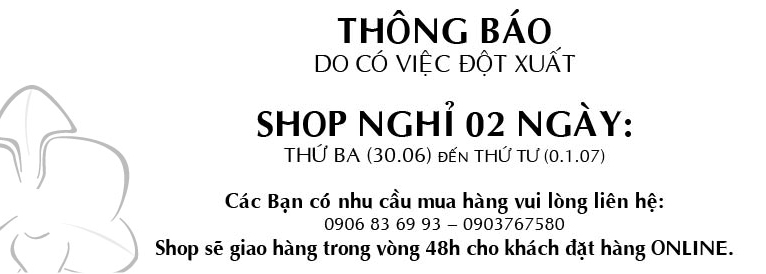 THÔNG BÁO
DO CÓ VIỆC ĐỘT XUẤT
SHOP NGHỈ 02 NGÀY:
THỨ BA (30.06) ĐẾN THỨ TƯ (0.1.07)
Các Bạn có nhu cầu mua hàng vui lòng liên hệ:
0906 83 69 93 – 0903767580
Shop sẽ giao hàng trong vòng 48h cho khách đặt hàng ONLINE.